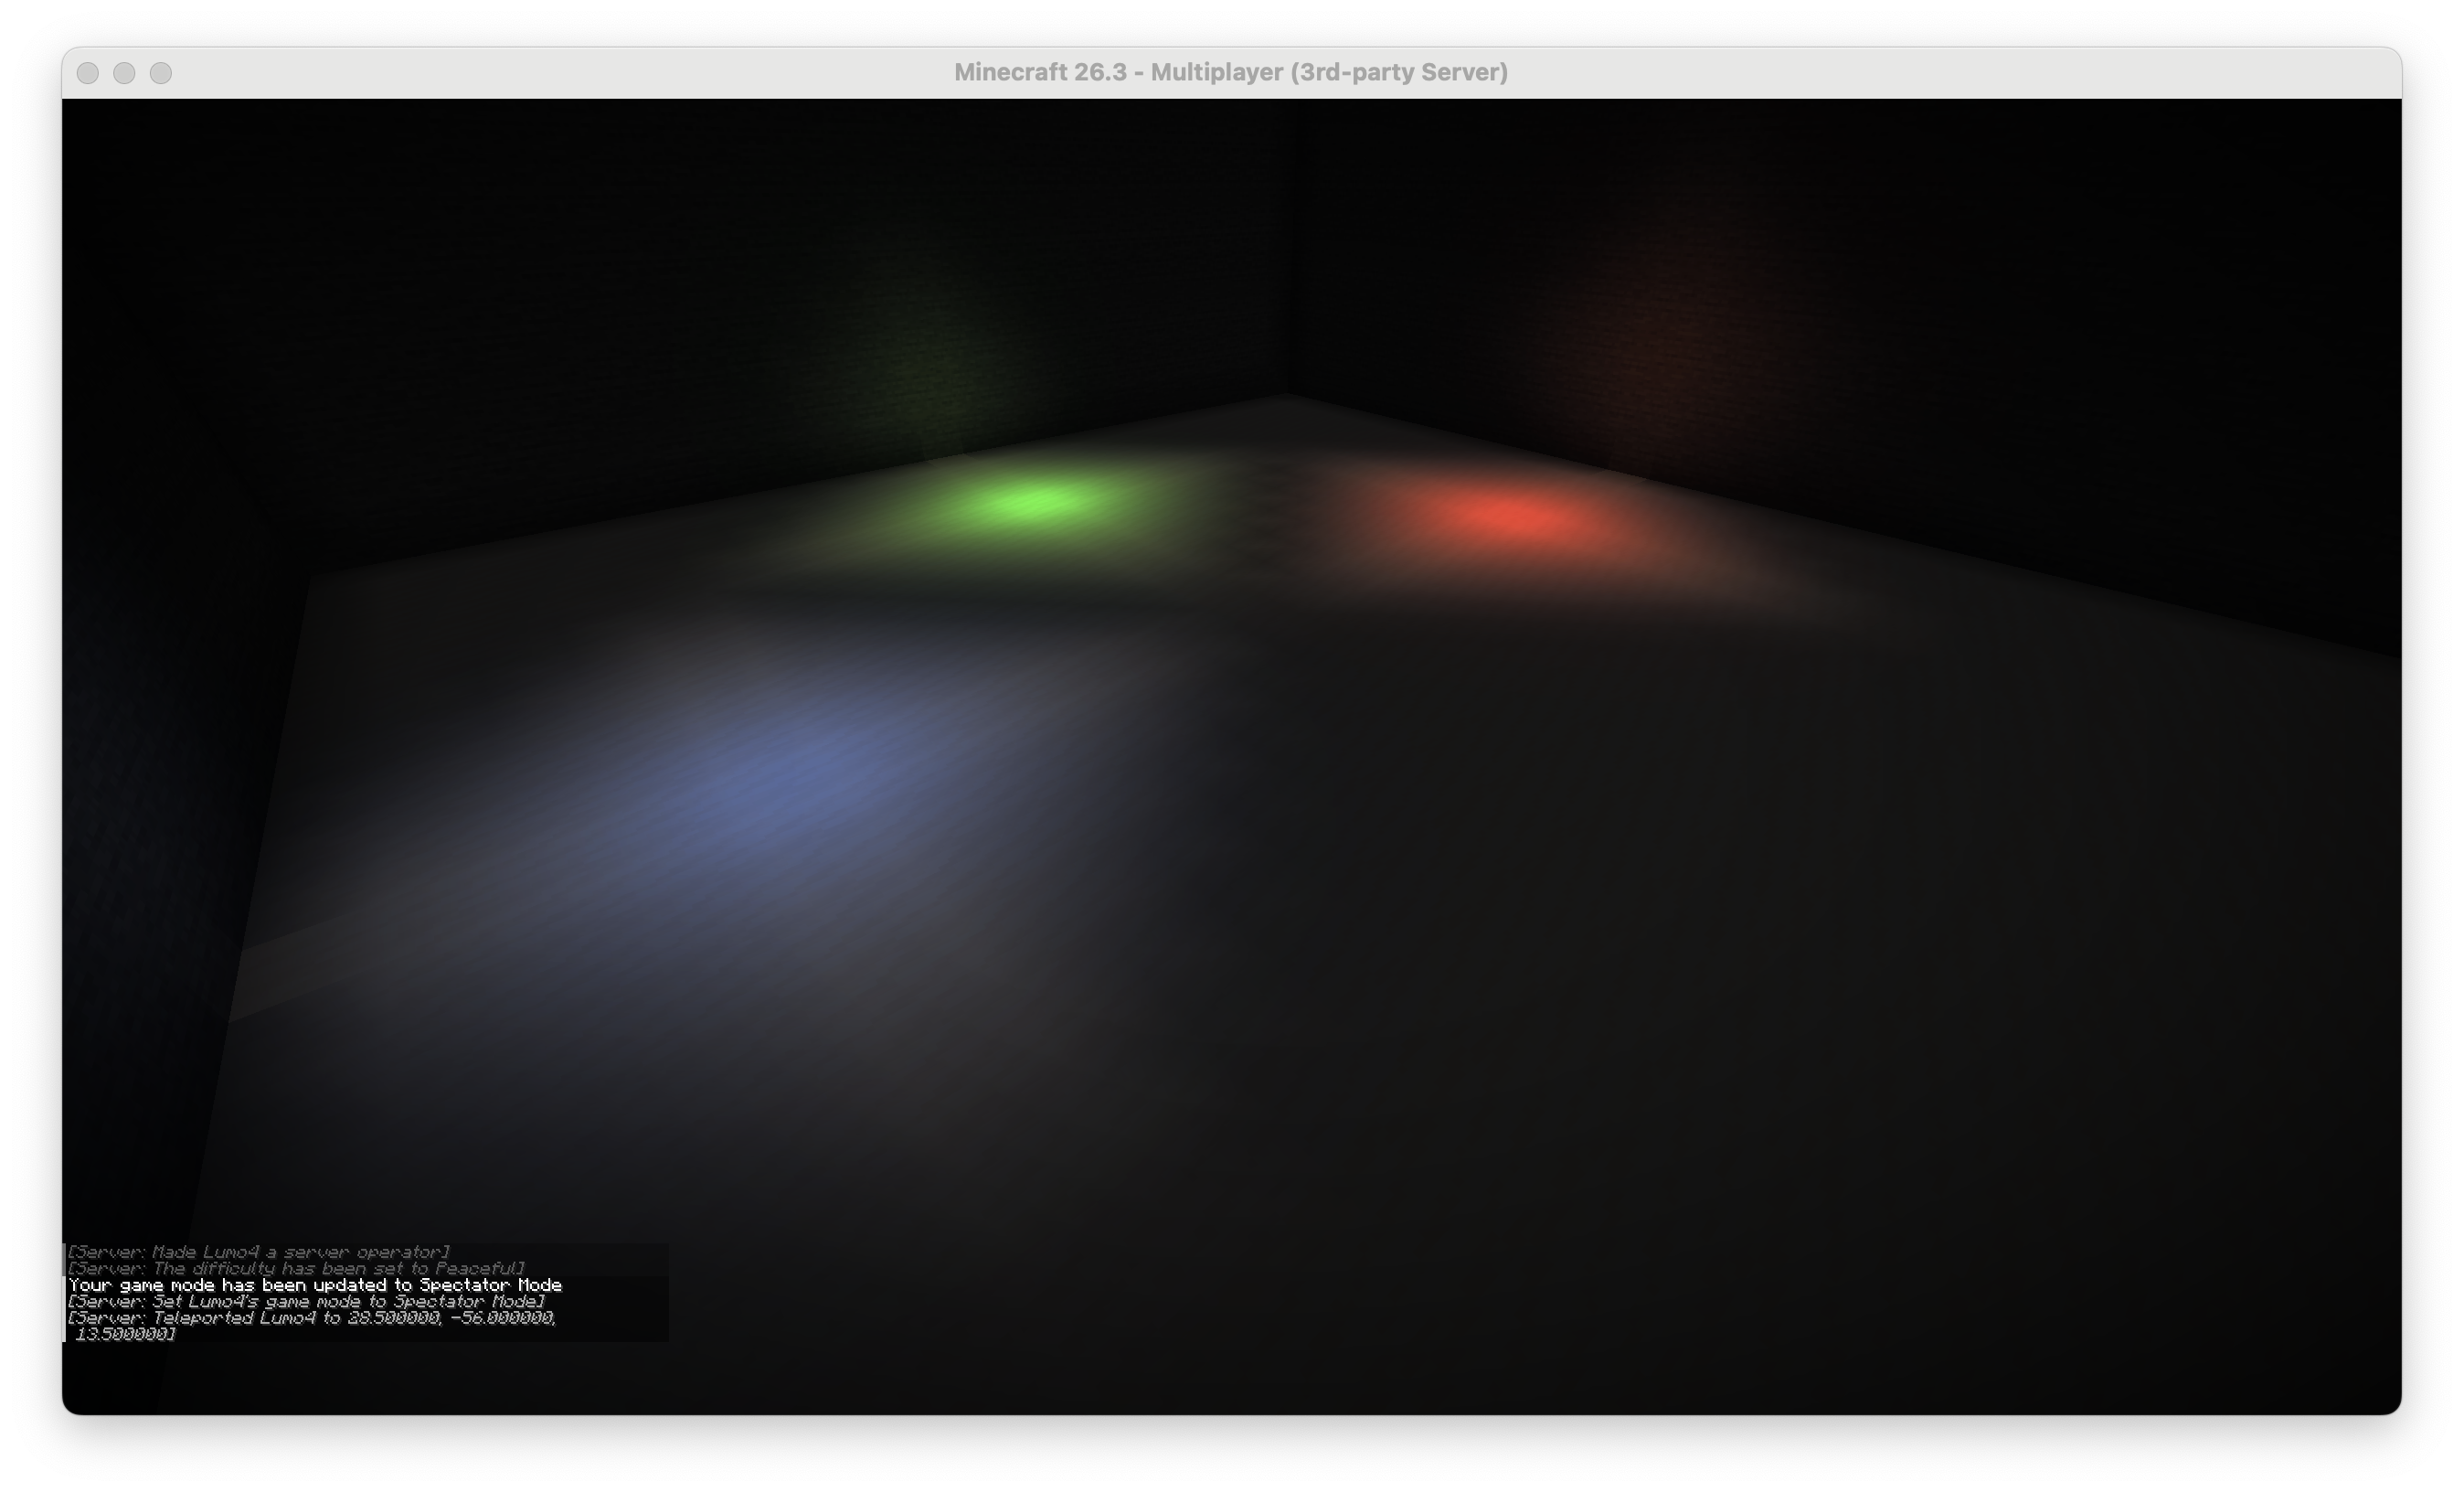 Minecraft 26.3 - Multiplayer (3rd-party Server)
[Server: Made Lumo4 a server operator]
[Server: The difficulty has been set to Peaceful]
Your game mode has been updated to Spectator Mode
[Server: Set Lumo4's game mode to Spectator Mode]
[Server: Teleported Lumo4 to 28.500000, -56.000000,
13.500000]